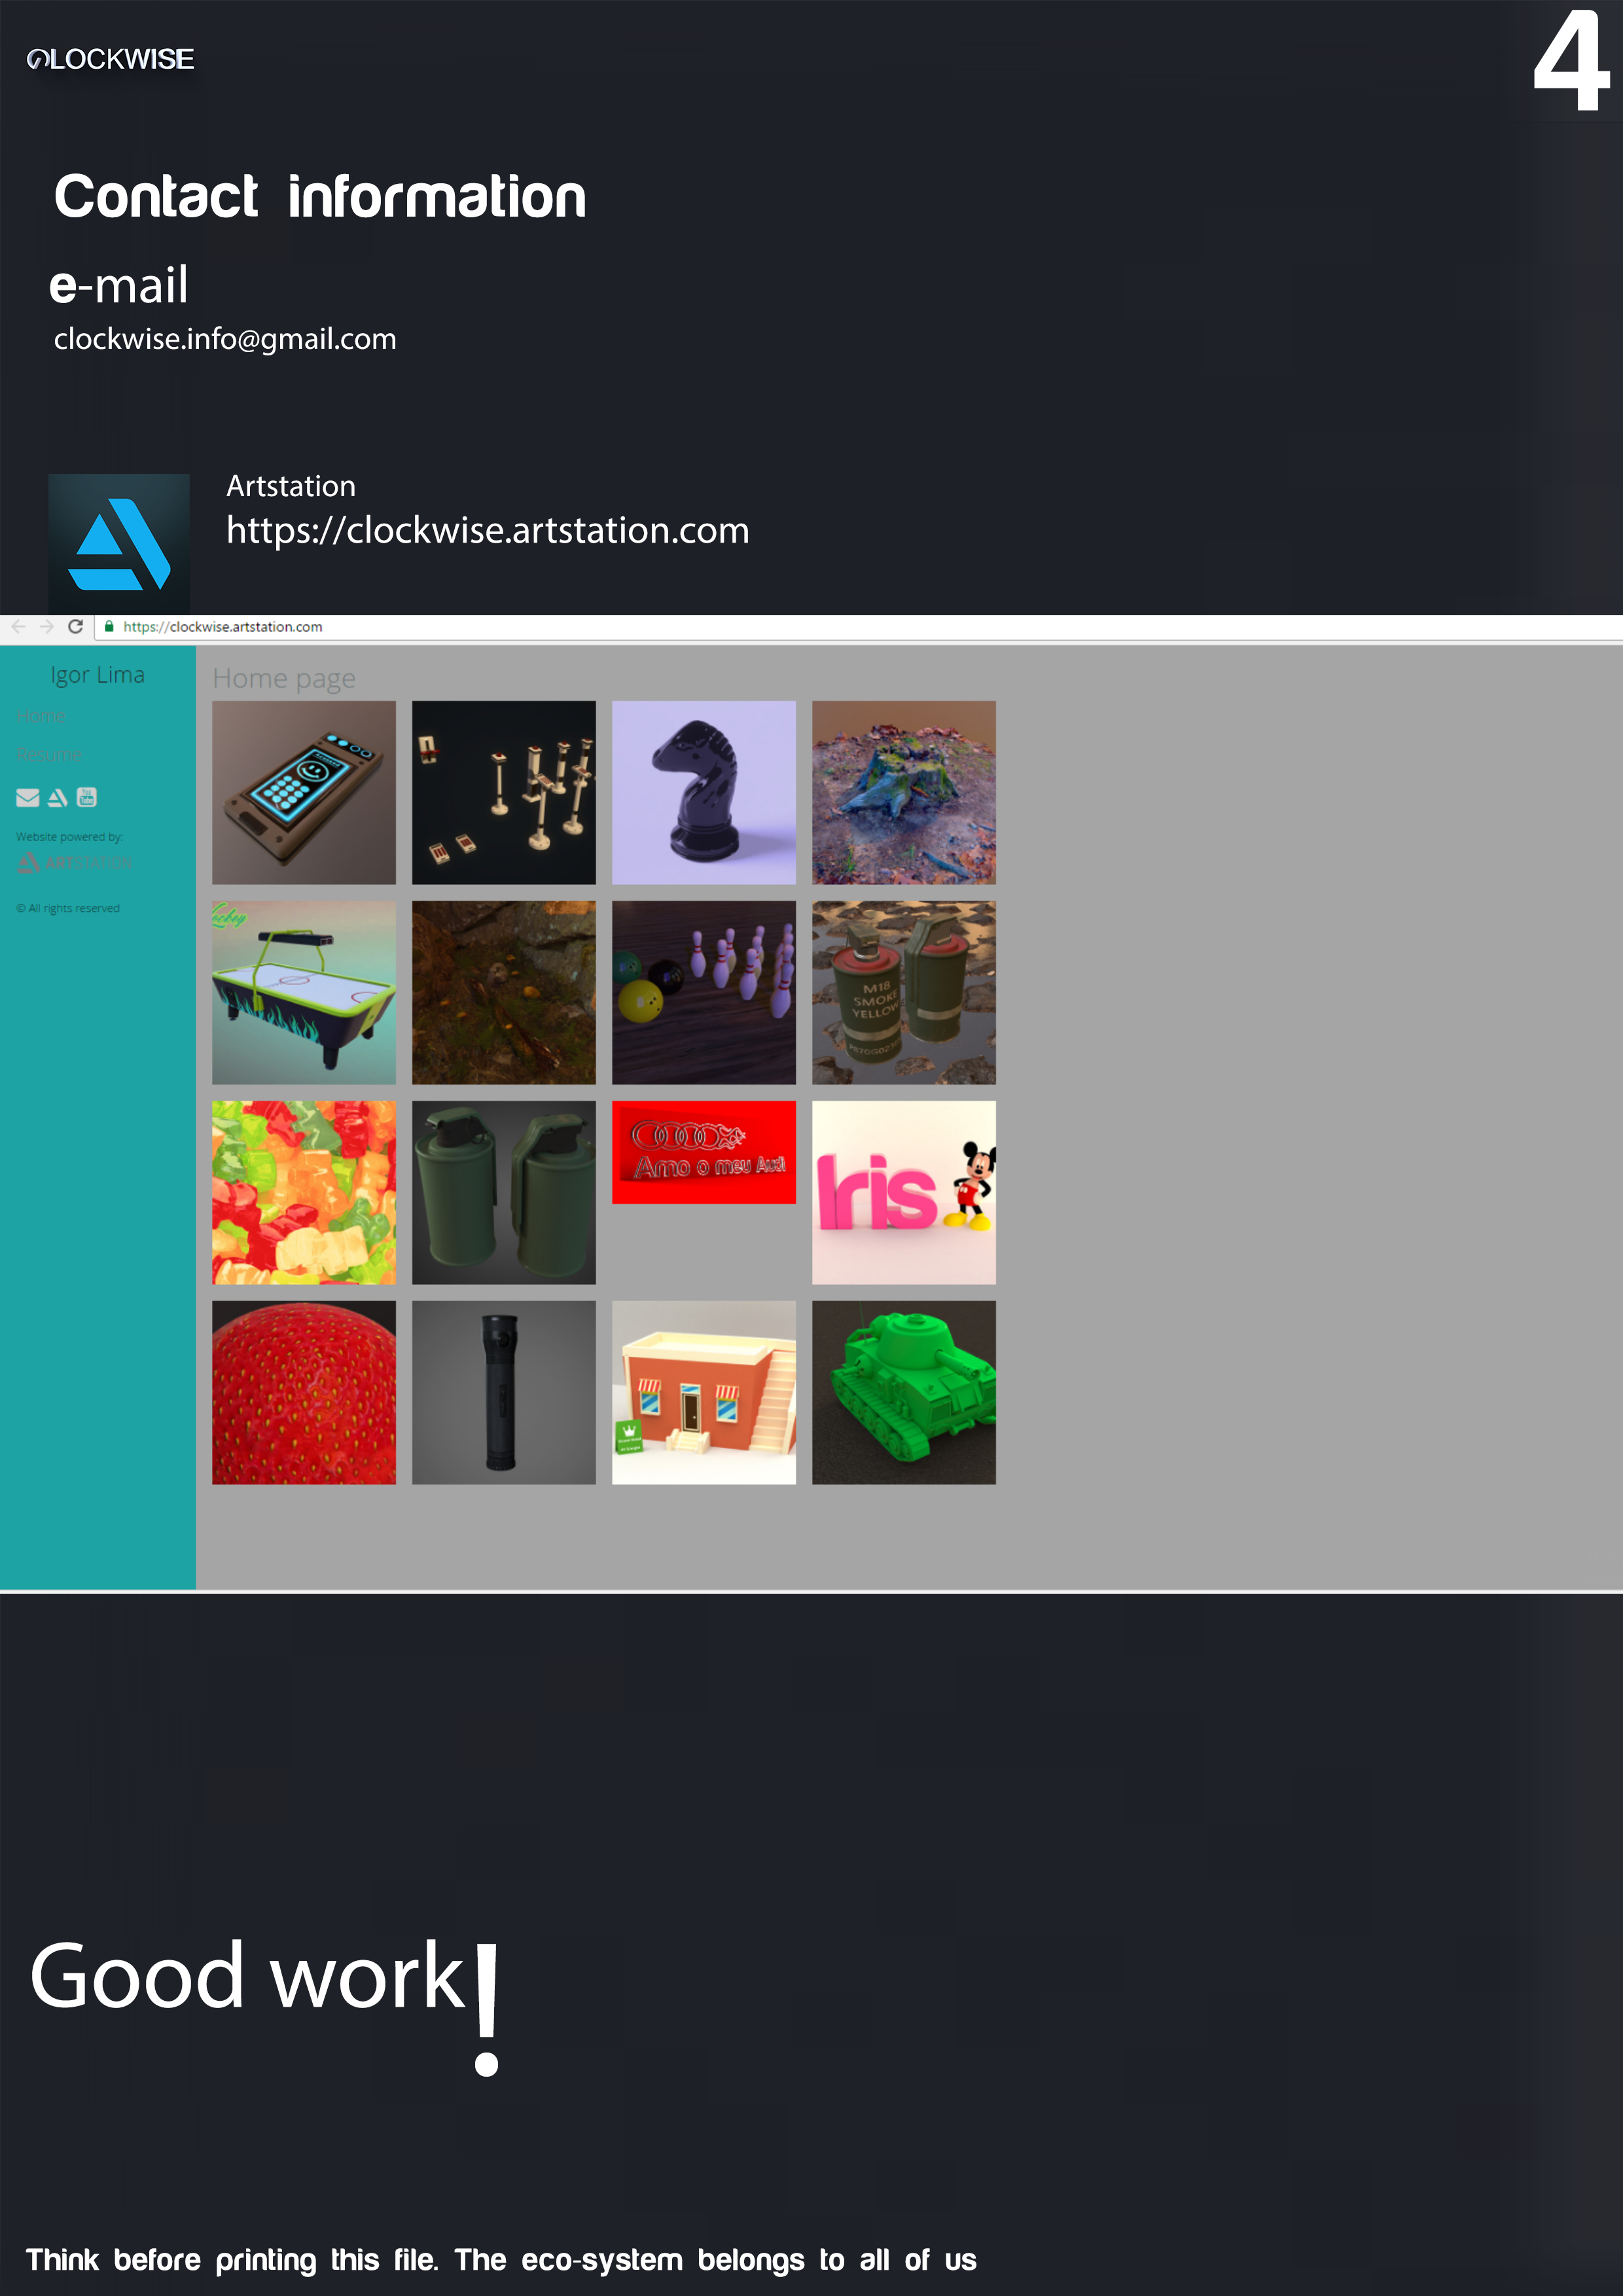 CLOCKWISE
4
Contact information
e-mail
clockwise.info@gmail.com
Artstation
https://clockwise.artstation.com
https://clockwise.artstation.com
Igor Lima
Home
Resume
You
Tube
Website powered by:
ARTSTATION
© All rights reserved
Home page
M18
SMOKE
YELLOW
Amo o meu Audi
Iris
Good work!
Think before printing this file. The eco-system belongs to all of us